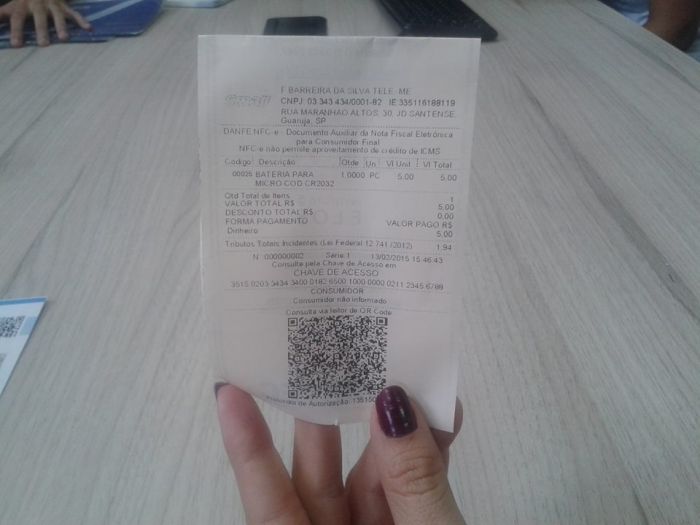 F BARREIRA DA SILVA TELE- ME
CNPJ: 03.343.434/0001-82 IE:335116188119
RUA MARANHAO ALTOS, 30, JD SANTENSE,
Guaruja, SP
DANFE NFC-e - Documento Auxiliar da Nota Fiscal Eletrônica
para Consumidor Final
NFC-e não permite aproveitamento de crédito de ICMS
Código Descrição Qtde Un Vl Unit Vl Total
00025 BATERIA PARA 1,0000 PC 5,00 5,00
MICRO COD CR2032
Qtd Total de Itens 1
VALOR TOTAL R$ 5,00
DESCONTO TOTAL R$ 0,00
FORMA PAGAMENTO VALOR PAGO R$
Dinheiro 5,00
Tributos Totais Incidentes (Lei Federal 12.741 /2012) 1,94
N :000000002 Série:1 13/02/2015 15:46:43
Consulte pela Chave de Acesso em
CHAVE DE ACESSO
3515 0203 3434 3400 0182 6500 1000 0000 0211 2345 6788
CONSUMIDOR
Consumidor não informado
Consulta via leitor de QR Code
de Autorização: